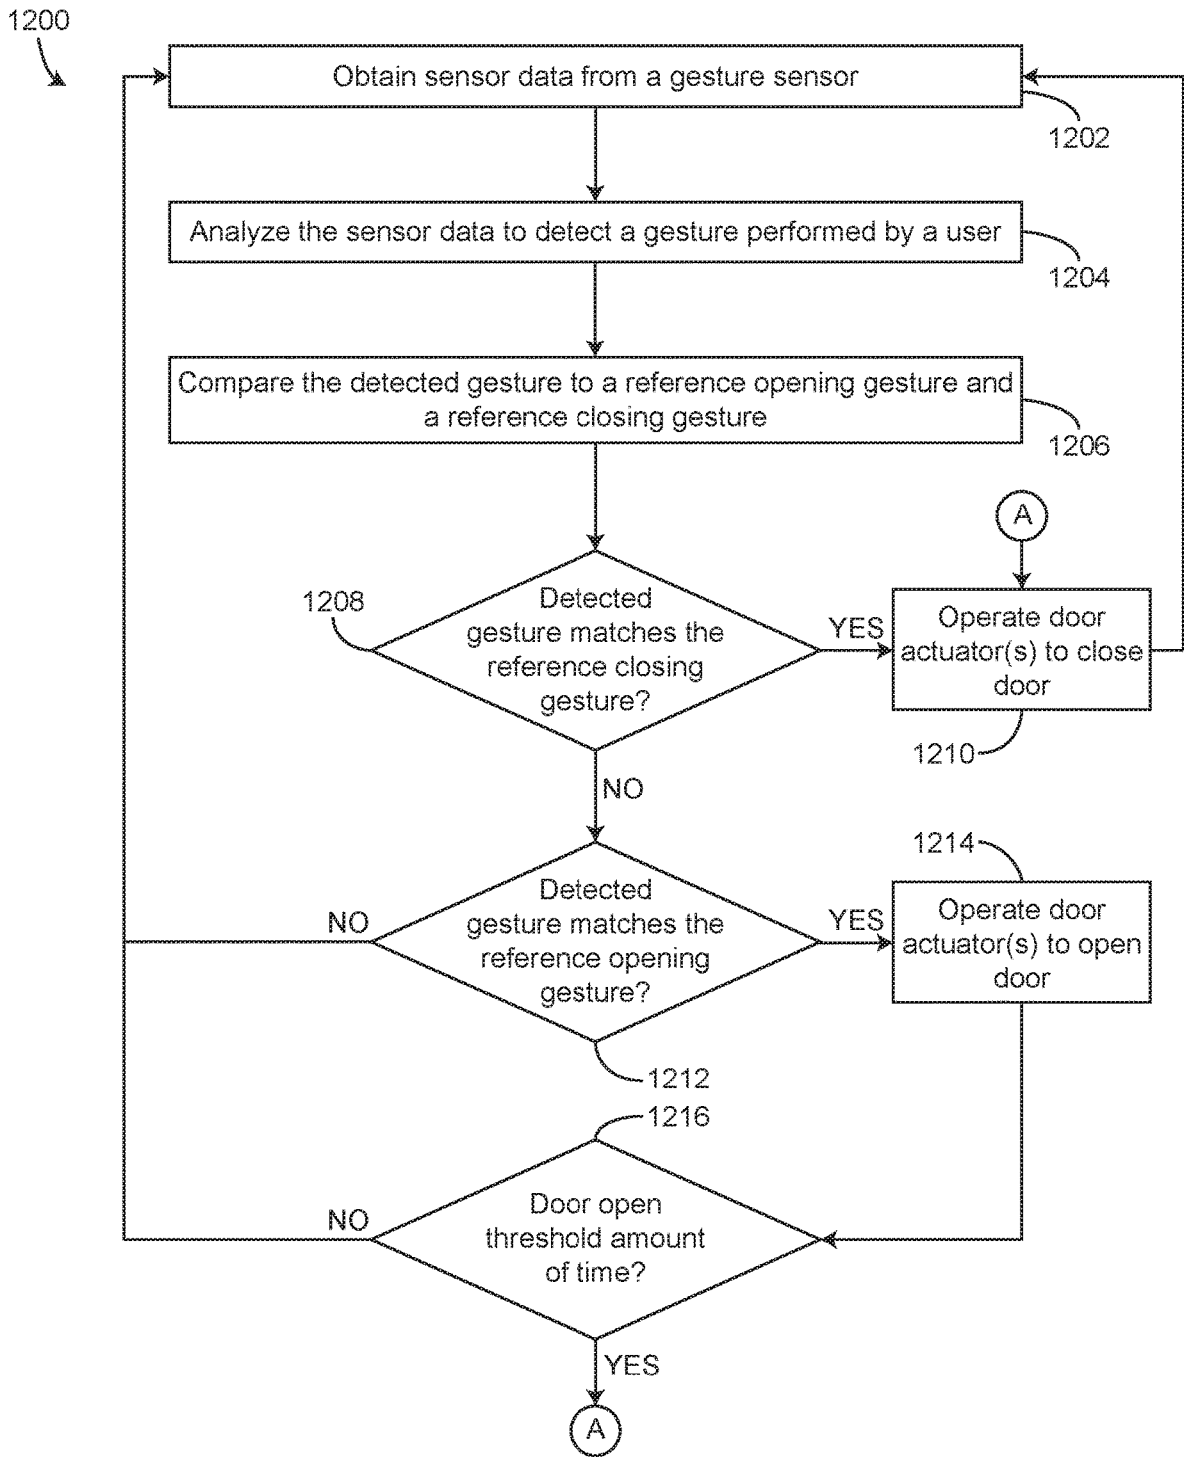 1200
Obtain sensor data from a gesture sensor
1202
Analyze the sensor data to detect a gesture performed by a user
1204
Compare the detected gesture to a reference opening gesture and
a reference closing gesture
1206
A
1208
Detected
gesture matches the
reference closing
gesture?
YES
Operate door
actuator(s) to close
door
1210
NO
1214
Detected
gesture matches the
reference opening
gesture?
NO
YES
Operate door
actuator(s) to open
door
1212
1216
Door open
threshold amount
of time?
NO
YES
A